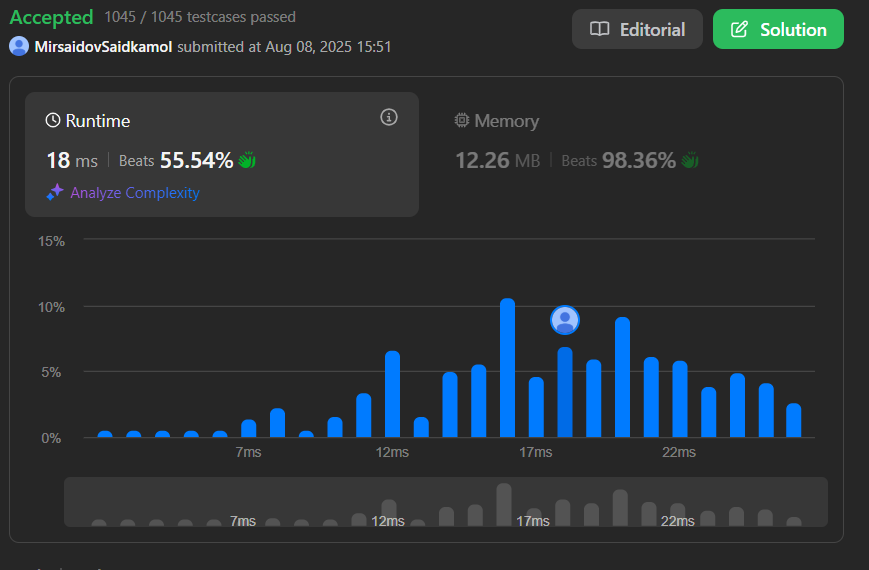 Accepted 1045 / 1045 testcases passed
MirsaidovSaidkamol submitted at Aug 08, 2025 15:51
Editorial
Solution
Runtime
18 ms | Beats 55.54%
Analyze Complexity
Memory
12.26 MB | Beats 98.36%
15%
10%
5%
0%
7ms 12ms 17ms 22ms
7ms 12ms 17ms 22ms